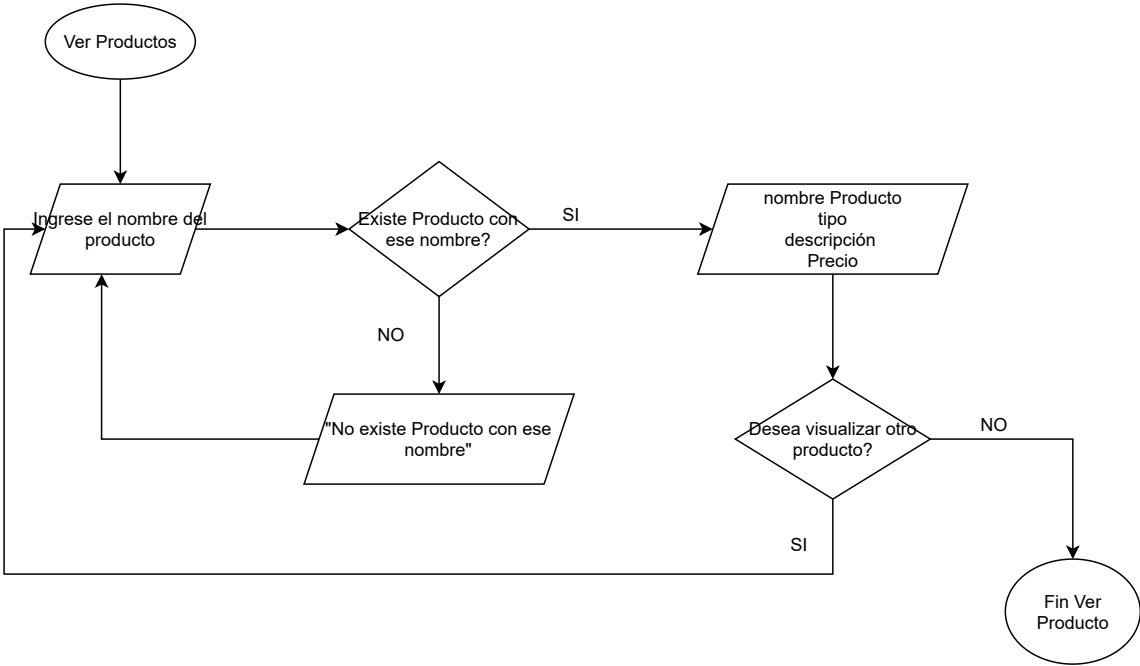 Ver Productos
Ingrese el nombre del
producto
Existe Producto con
ese nombre?
SI
nombre Producto
tipo
descripción
Precio
NO
"No existe Producto con ese
nombre"
Desea visualizar otro
producto?
NO
SI
Fin Ver
Producto